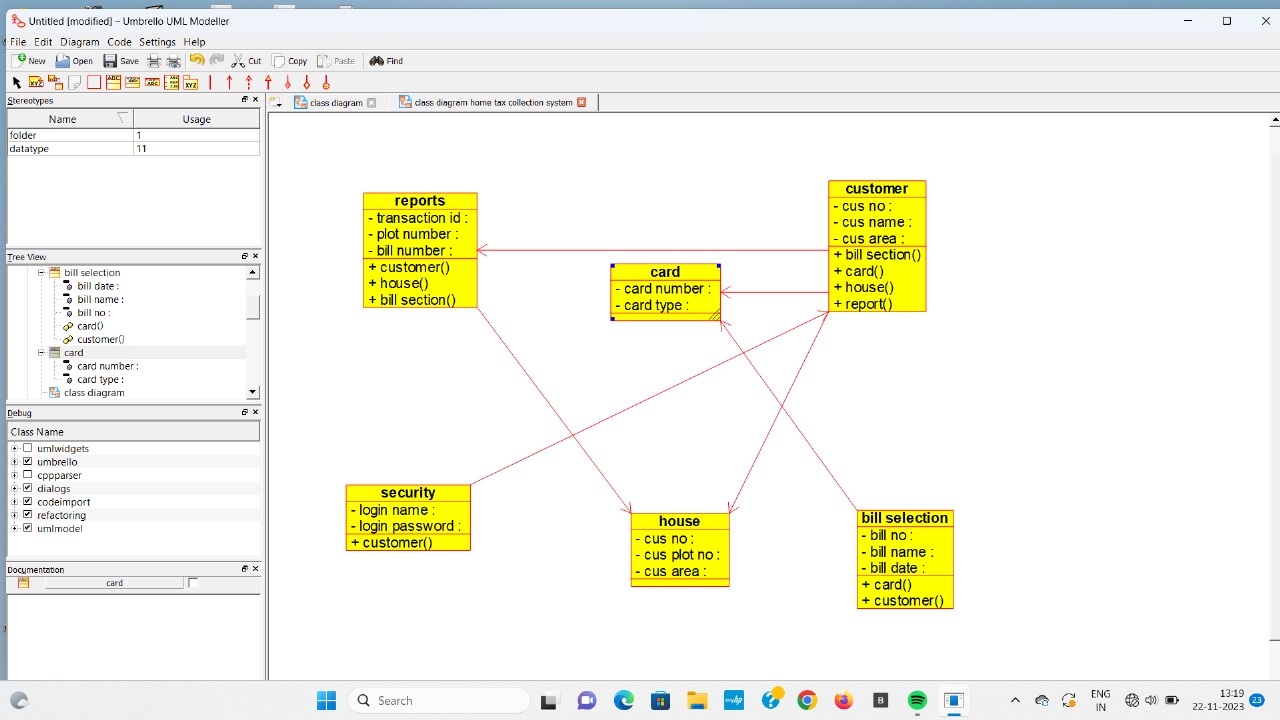 Untitled [modified] – Umbrello UML Modeller
File Edit Diagram Code Settings Help
New Open Save Cut Copy Paste Find
Stereotypes
Name Usage
folder 1
datatype 11
Tree View
bill selection
bill date :
bill name :
bill no :
card()
customer()
card
card number :
card type :
class diagram
Debug
Class Name
umlwidgets
umbrello
cppparser
dialogs
codeimport
refactoring
umlmodel
Documentation
card
class diagram
class diagram home tax collection system
reports
- transaction id :
- plot number :
- bill number :
+ customer()
+ house()
+ bill section()
card
- card number :
- card type :
customer
- cus no :
- cus name :
- cus area :
+ bill section()
+ card()
+ house()
+ report()
security
- login name :
- login password :
+ customer()
house
- cus no :
- cus plot no :
- cus area :
bill selection
- bill no :
- bill name :
- bill date :
+ card()
+ customer()
Search
ENG
IN
13:19
22-11-2023
23